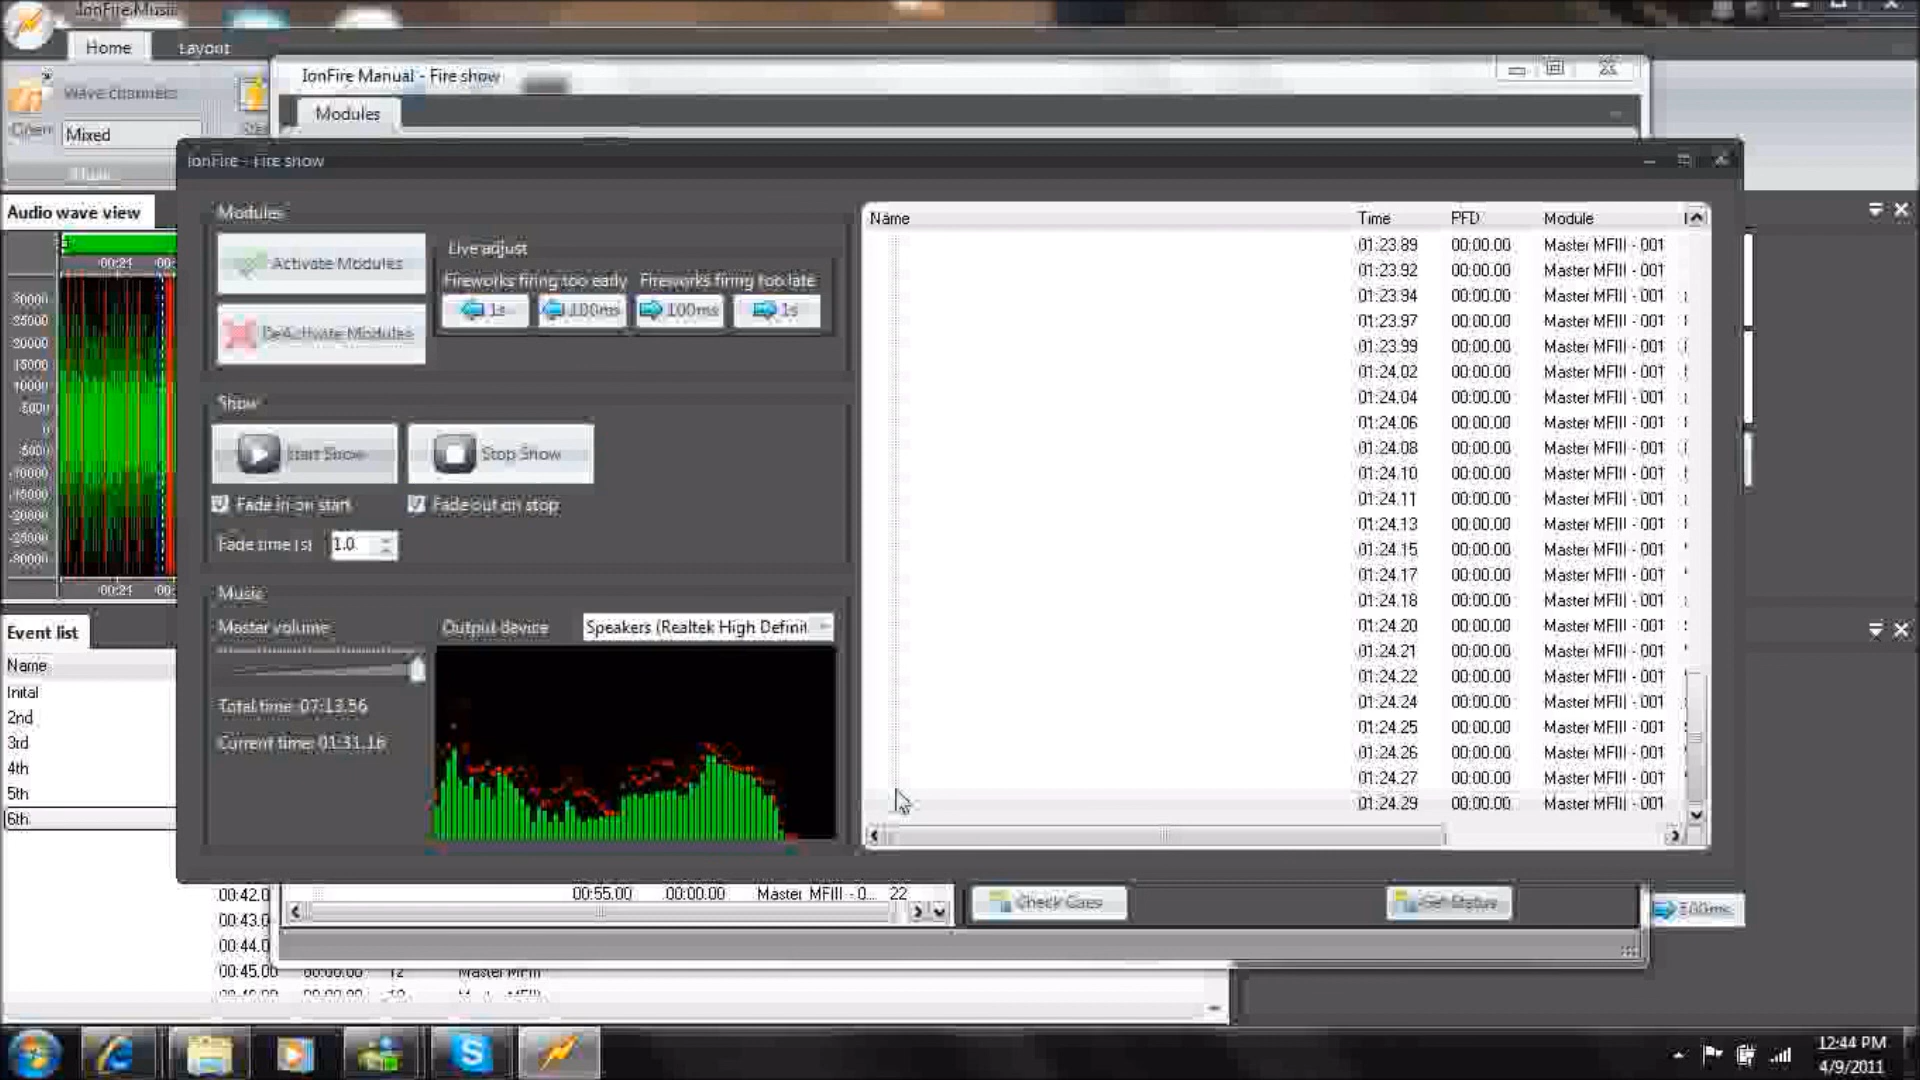 Home
Layout
Wave channels
Mixed
IonFire Manual - Fire show
Modules
IonFire - Fire show
Audio wave view
00:21
5000
0
00:21
Event list
Name
Inital
2nd
3rd
4th
5th
6th
Modules
Activate Modules
DeActivate Modules
Live adjust
Fireworks firing too early
Fireworks firing too late
1s
100ms
100ms
1s
Show
Start Show
Stop Show
Fade in on start
Fade out on stop
Fade time (s)
1.0
Music
Master volume
Output device
Speakers (Realtek High Definit
Total time: 07:13.56
Current time: 01:31.16
Name Time PFD Module
01:23.89 00:00.00 Master MFIII - 001
01:23.92 00:00.00 Master MFIII - 001
01:23.94 00:00.00 Master MFIII - 001
01:23.97 00:00.00 Master MFIII - 001
01:23.99 00:00.00 Master MFIII - 001
01:24.02 00:00.00 Master MFIII - 001
01:24.04 00:00.00 Master MFIII - 001
01:24.06 00:00.00 Master MFIII - 001
01:24.08 00:00.00 Master MFIII - 001
01:24.10 00:00.00 Master MFIII - 001
01:24.11 00:00.00 Master MFIII - 001
01:24.13 00:00.00 Master MFIII - 001
01:24.15 00:00.00 Master MFIII - 001
01:24.17 00:00.00 Master MFIII - 001
01:24.18 00:00.00 Master MFIII - 001
01:24.20 00:00.00 Master MFIII - 001
01:24.21 00:00.00 Master MFIII - 001
01:24.22 00:00.00 Master MFIII - 001
01:24.24 00:00.00 Master MFIII - 001
01:24.25 00:00.00 Master MFIII - 001
01:24.26 00:00.00 Master MFIII - 001
01:24.27 00:00.00 Master MFIII - 001
01:24.29 00:00.00 Master MFIII - 001
00:42.0
00:55.00 00:00.00 Master MFIII - 0... 22
Check Caps
Get Status
500ms
00:43.0
00:44.0
00:45.00 00:00.00 12 Master MFIII
12:44 PM
4/9/2011